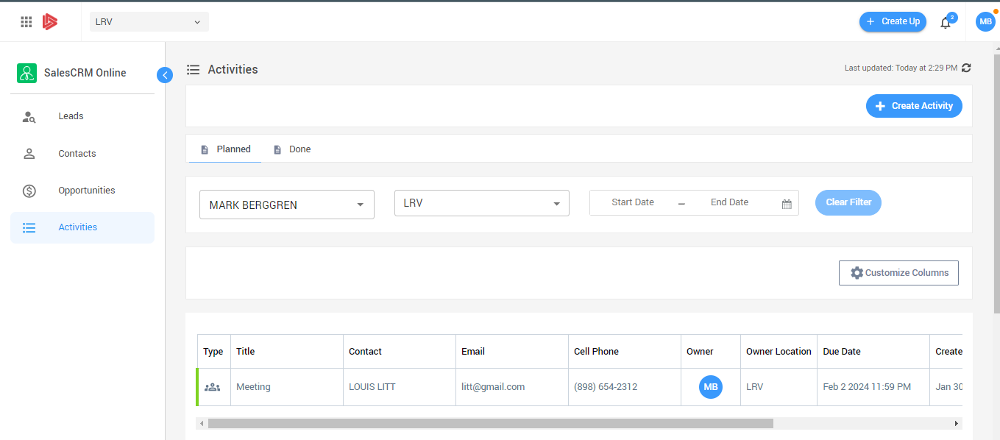 LRV
Create Up
2
MB
SalesCRM Online
Leads
Contacts
Opportunities
Activities
Activities
Last updated: Today at 2:29 PM
Create Activity
Planned Done
MARK BERGGREN LRV Start Date – End Date Clear Filter
Customize Columns
Type Title Contact Email Cell Phone Owner Owner Location Due Date Create
Meeting LOUIS LITT litt@gmail.com (898) 654-2312 MB LRV Feb 2 2024 11:59 PM Jan 30